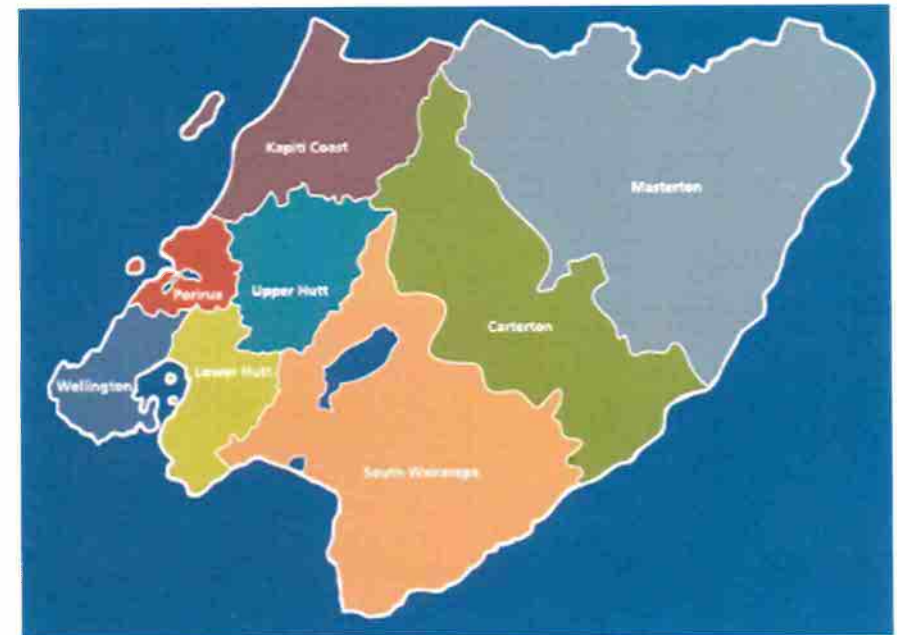 Kapiti Coast
Masterton
Upper Hutt
Porirua
Carterton
Lower Hutt
Wellington
South Wairarapa